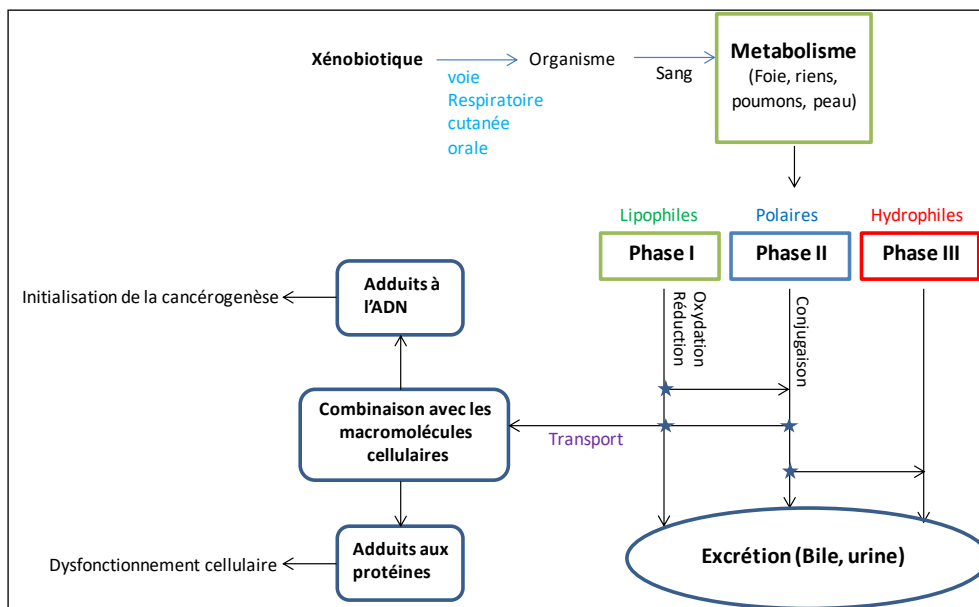 Xénobiotique
Organisme
Sang
voie
Respiratoire
cutanée
orale
Metabolisme
(Foie, riens,
poumons, peau)
Lipophiles
Polaires
Hydrophiles
Phase I
Phase II
Phase III
Oxydation
Réduction
Conjugaison
Adduits à
l'ADN
Initialisation de la cancérogenèse
Combinaison avec les
macromolécules
cellulaires
Transport
Adduits aux
protéines
Dysfonctionnement cellulaire
Excrétion (Bile, urine)